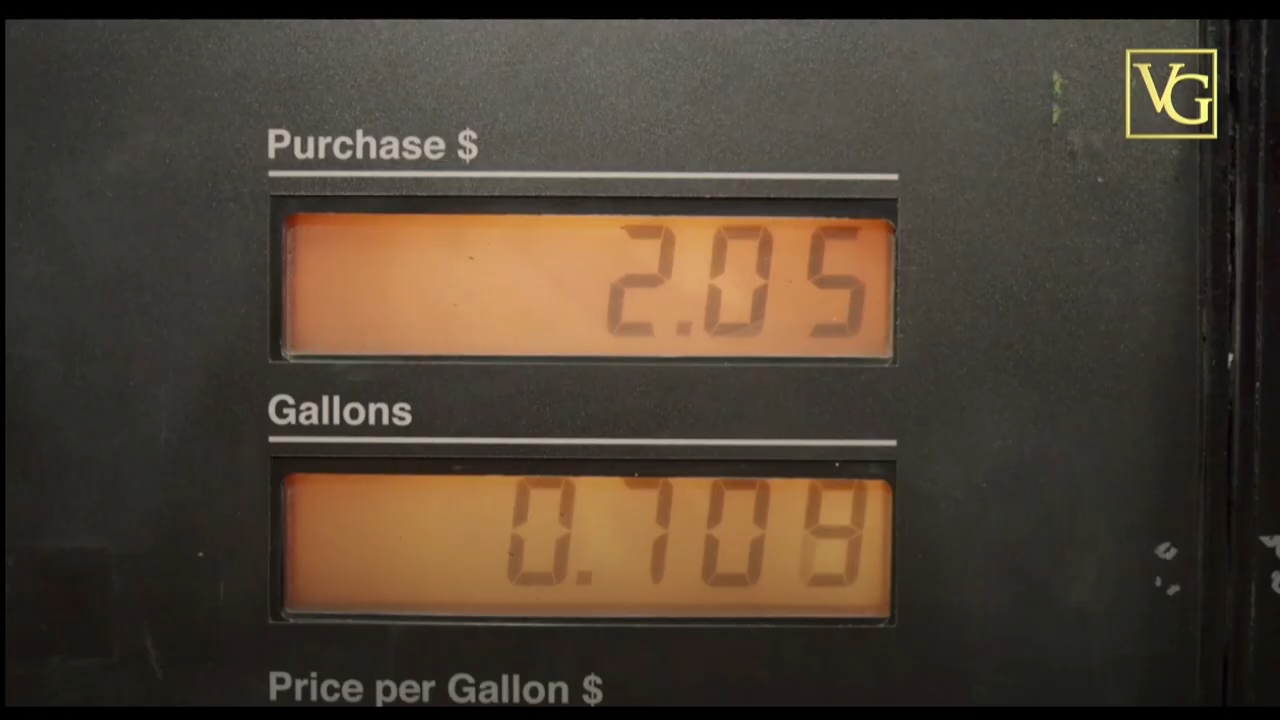 VG
Purchase $
2.05
Gallons
0.709
Price per Gallon $